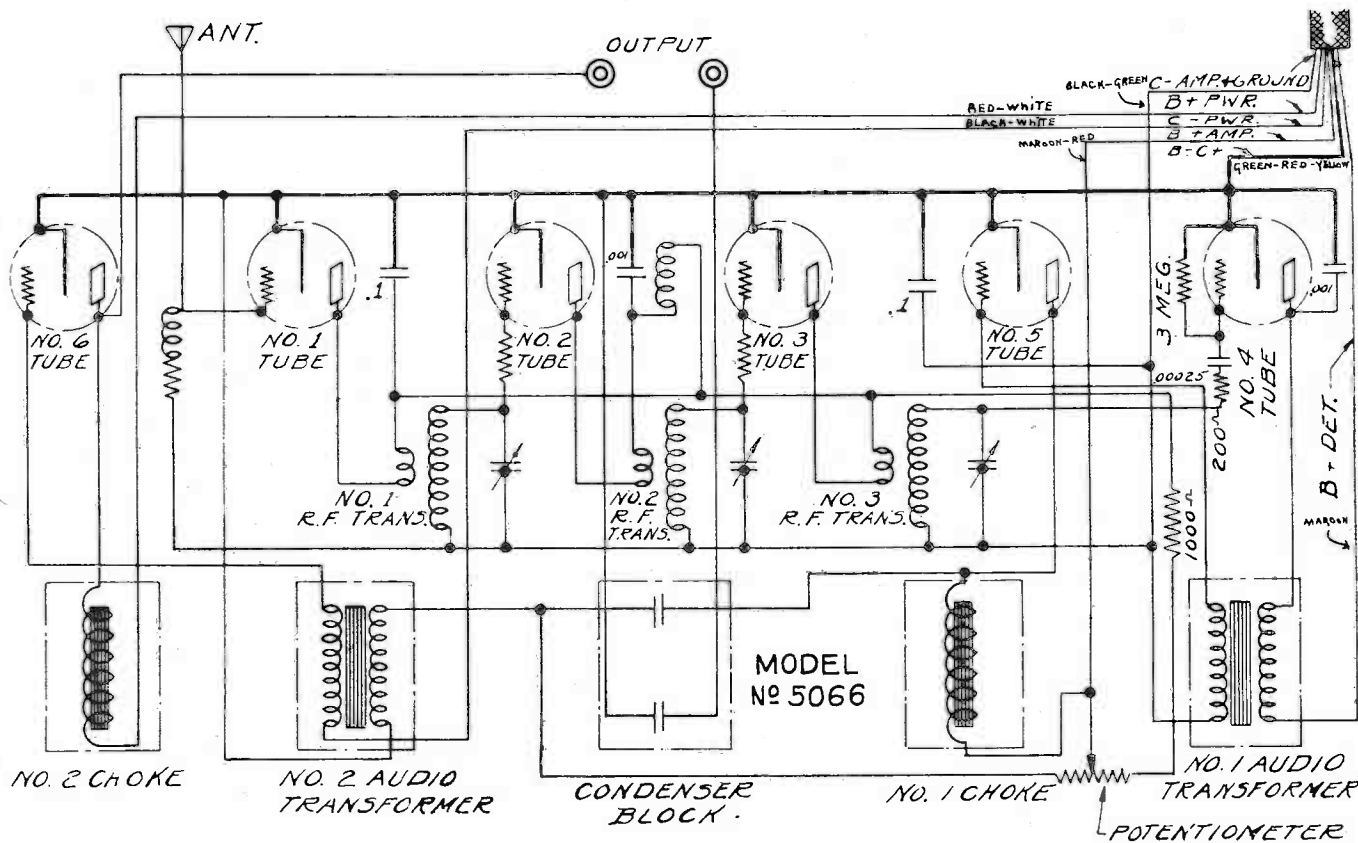 ANT.
OUTPUT
BLACK-GREEN
C-AMP.+GROUND
RED-WHITE
B+ PWR.
BLACK-WHITE
C-PWR.
MAROON-RED
B+AMP.
B-C+
GREEN-RED-YELLOW
.001
.1
.1
3 MEG.
.001
NO. 6
TUBE
NO. 1
TUBE
NO. 2
TUBE
NO. 3
TUBE
NO. 5
TUBE
NO. 4
TUBE
.00025
200Ω
B+ DET.
MAROON
1000Ω
NO. 1
R.F. TRANS.
NO. 2
R.F.
TRANS.
NO. 3
R.F. TRANS.
MODEL
Nº 5066
NO. 2 CHOKE
NO. 2 AUDIO
TRANSFORMER
CONDENSER
BLOCK.
NO. 1 CHOKE
NO. 1 AUDIO
TRANSFORMER
POTENTIOMETER